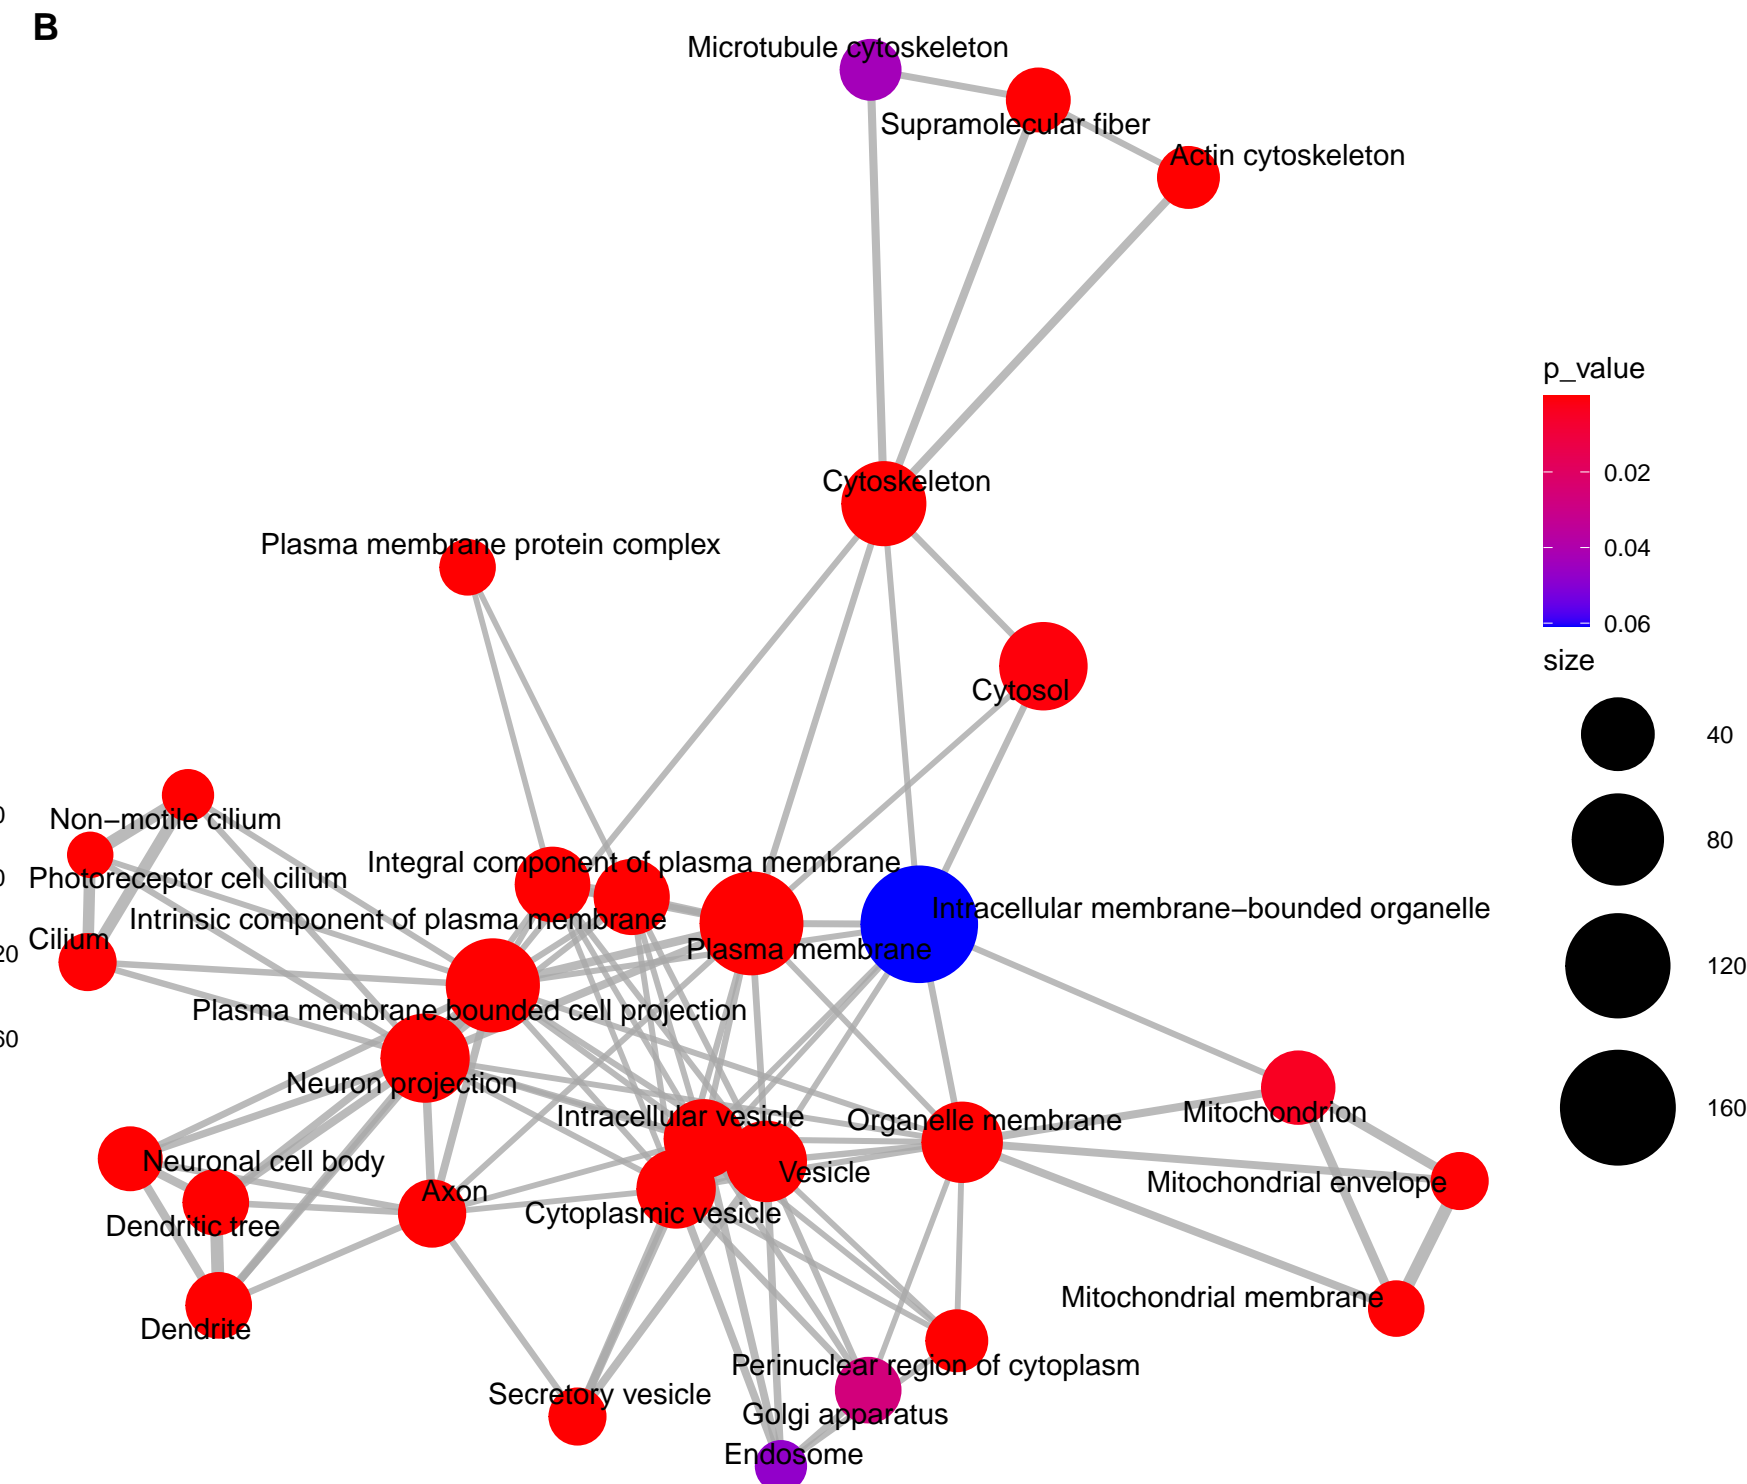 B
Microtubule cytoskeleton
Supramolecular fiber
Actin cytoskeleton
p_value
0.02
0.04
0.06
Cytoskeleton
Plasma membrane protein complex
size
Cytosol
40
80
120
160
0
Non−motile cilium
0
Photoreceptor cell cilium
Integral component of plasma membrane
Intrinsic component of plasma membrane
Intracellular membrane−bounded organelle
20
Cilium
Plasma membrane
Plasma membrane bounded cell projection
60
Neuron projection
Intracellular vesicle
Organelle membrane
Mitochondrion
Neuronal cell body
Vesicle
Mitochondrial envelope
Axon
Dendritic tree
Cytoplasmic vesicle
Mitochondrial membrane
Dendrite
Perinuclear region of cytoplasm
Secretory vesicle
Golgi apparatus
Endosome